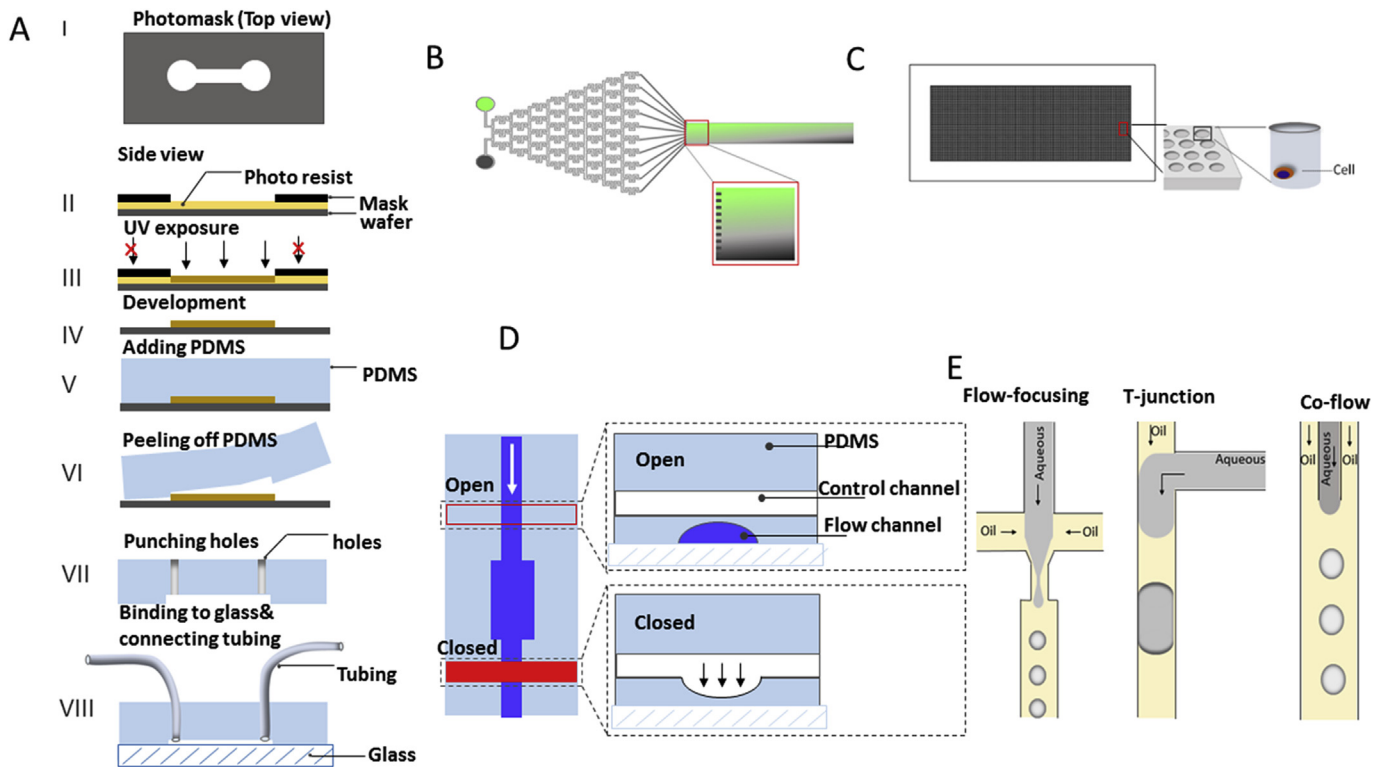 A
I
Photomask (Top view)
Side view
Photo resist
II
Mask
wafer
UV exposure
III
Development
IV
Adding PDMS
V
PDMS
Peeling off PDMS
VI
Punching holes
holes
VII
Binding to glass&
connecting tubing
Tubing
VIII
Glass
B
C
Cell
D
Open
Open
PDMS
Control channel
Flow channel
Closed
Closed
E
Flow-focusing
Aqueous
Oil
Oil
T-junction
Oil
Aqueous
Co-flow
Oil
Aqueous
Oil